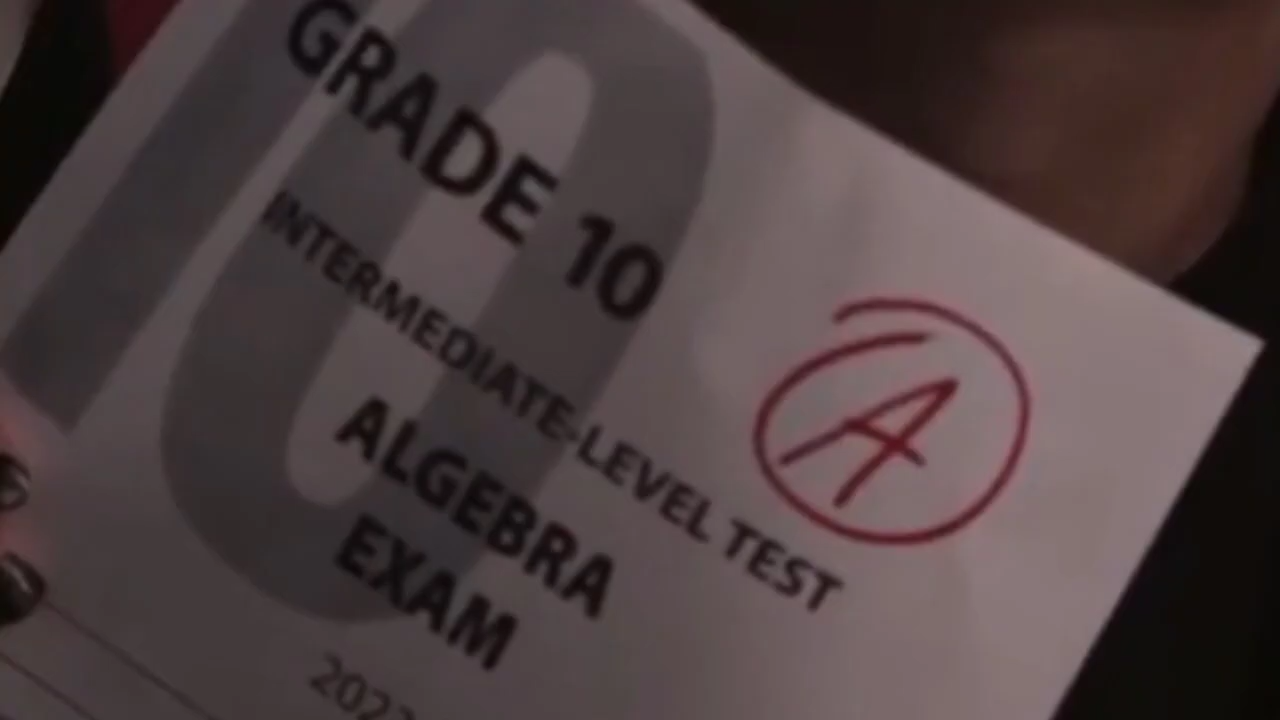 GRADE 10
INTERMEDIATE-LEVEL TEST
A
ALGEBRA
EXAM